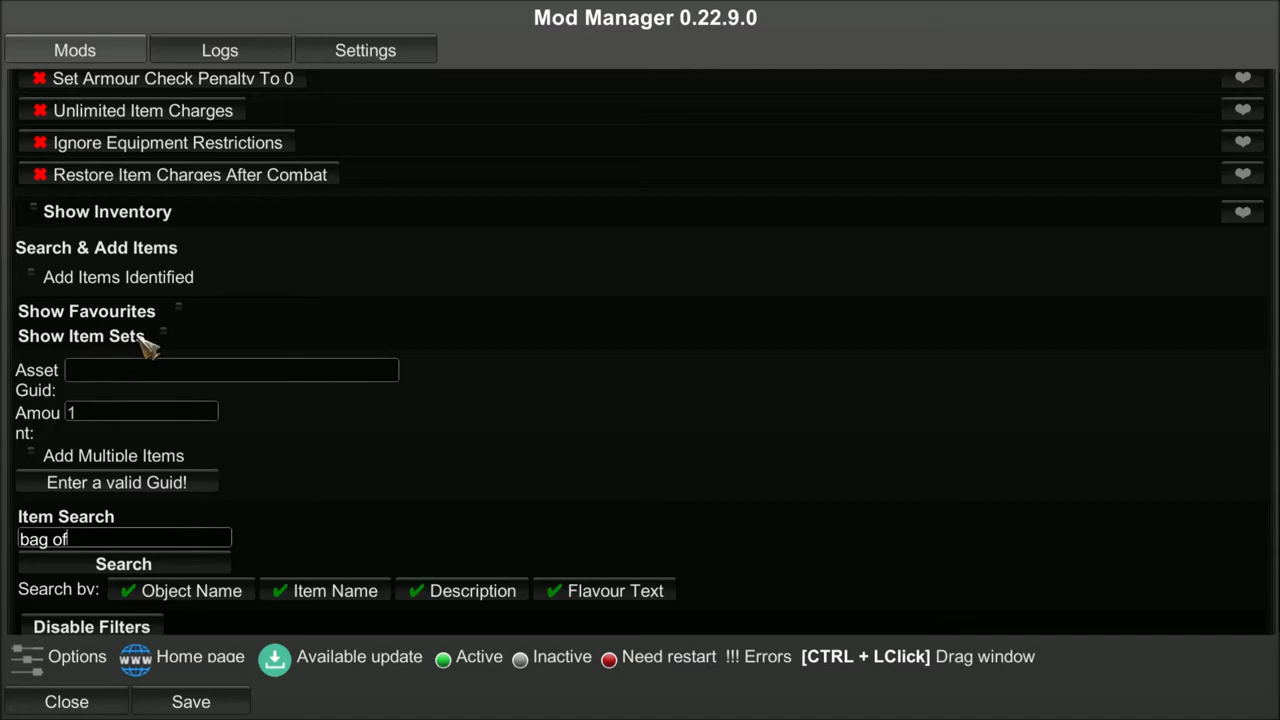 Mod Manager 0.22.9.0
Mods Logs Settings
Set Armour Check Penalty To 0
Unlimited Item Charges
Ignore Equipment Restrictions
Restore Item Charges After Combat
Show Inventory
Search & Add Items
Add Items Identified
Show Favourites
Show Item Sets
Asset
Guid:
Amou 1
nt:
Add Multiple Items
Enter a valid Guid!
Item Search
bag of
Search
Search by: Object Name Item Name Description Flavour Text
Disable Filters
Options www Home page Available update Active Inactive Need restart !!! Errors [CTRL + LClick] Drag window
Close Save